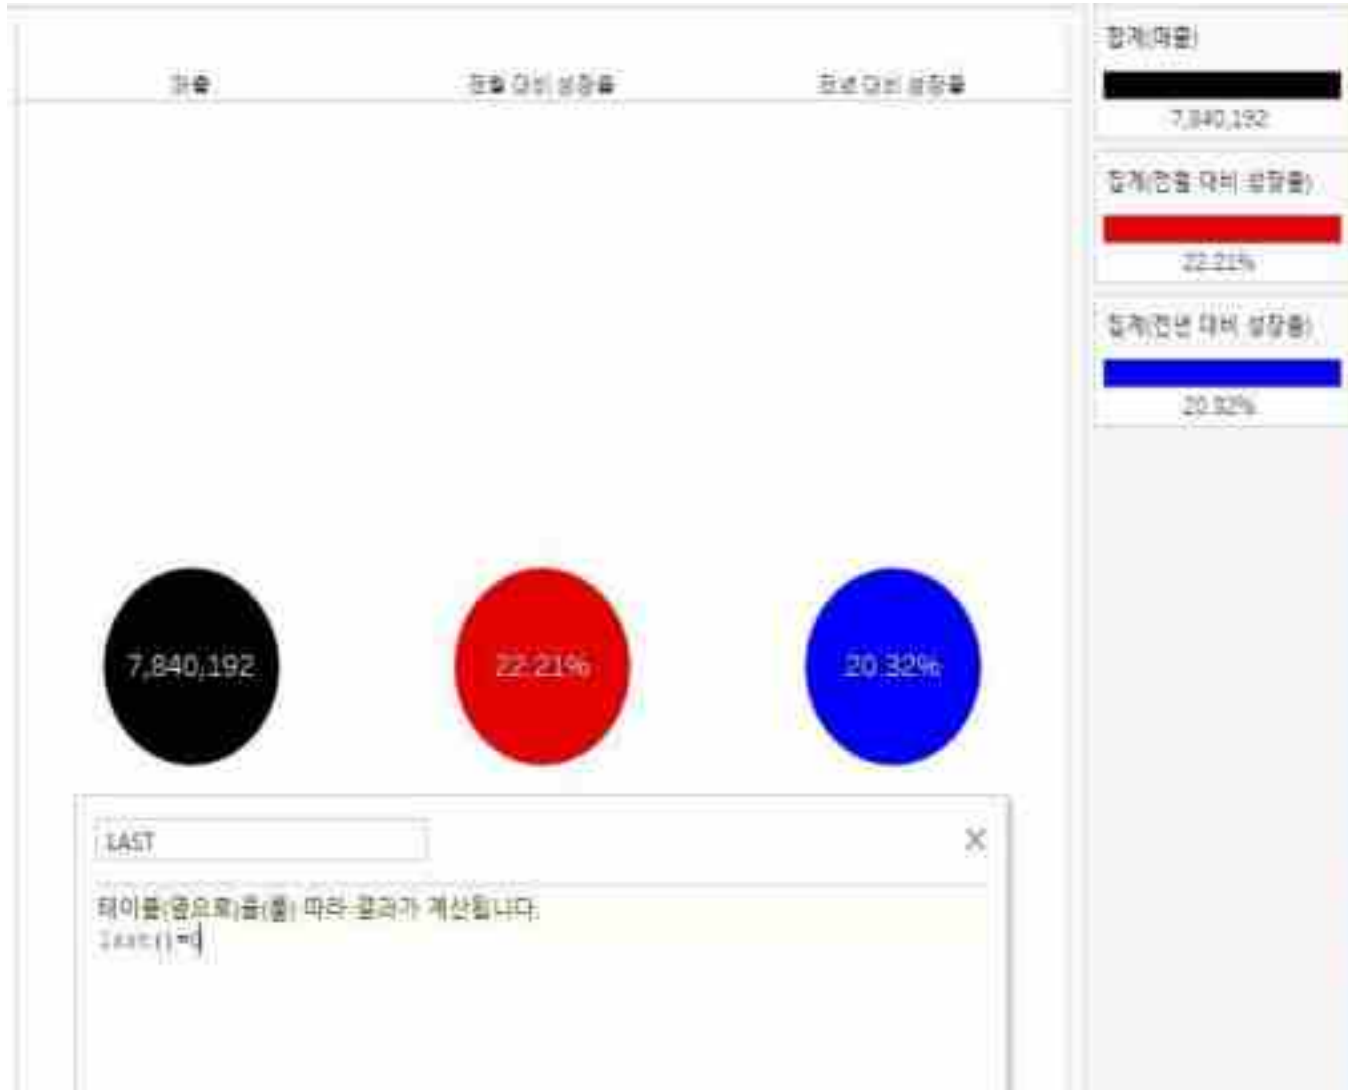 매출
전월 대비 성장률
전년 대비 성장률
합계(매출)
7,840,192
집계(전월 대비 성장률)
22.21%
집계(전년 대비 성장률)
20.32%
7,840,192
22.21%
20.32%
LAST
테이블(옆으로)을(를) 따라 결과가 계산됩니다.
last()=0